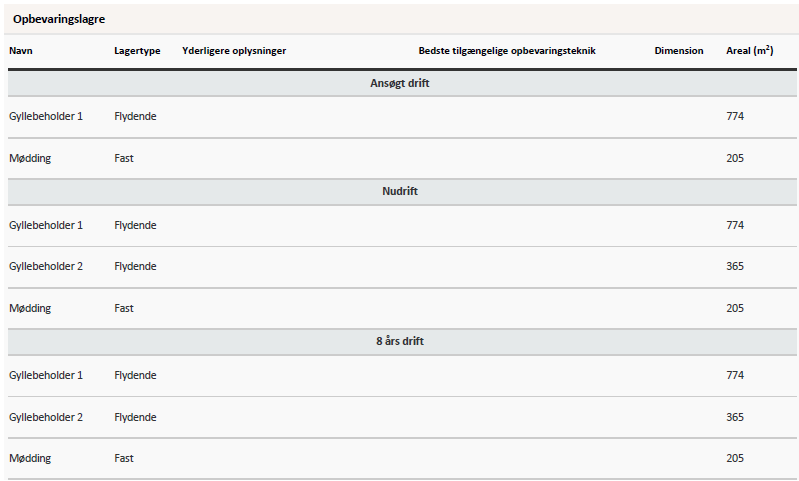 Opbevaringslagre
Navn Lagertype Yderligere oplysninger Bedste tilgængelige opbevaringsteknik Dimension Areal (m²)
Ansøgt drift
Gyllebeholder 1 Flydende 774
Mødding Fast 205
Nudrift
Gyllebeholder 1 Flydende 774
Gyllebeholder 2 Flydende 365
Mødding Fast 205
8 års drift
Gyllebeholder 1 Flydende 774
Gyllebeholder 2 Flydende 365
Mødding Fast 205